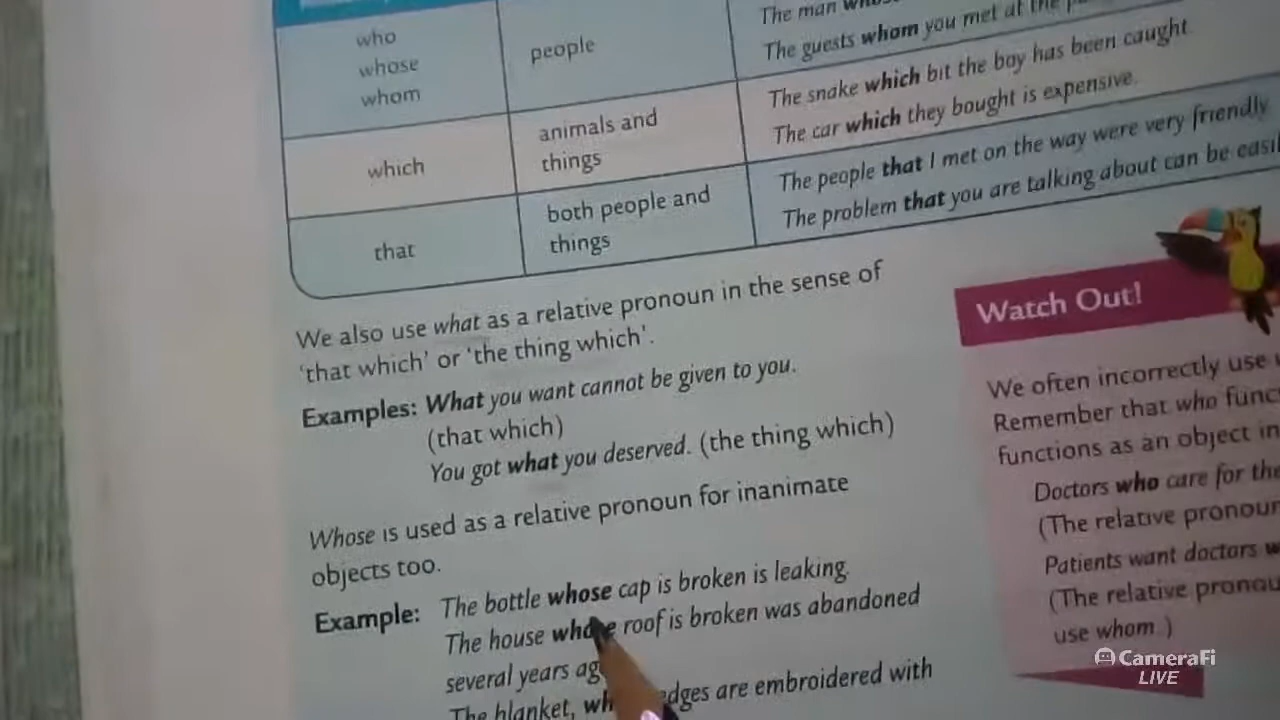 who
whose
whom
people
The man whose
The guests whom you met at the
which
animals and
things
The snake which bit the boy has been caught
The car which they bought is expensive.
that
both people and
things
The people that I met on the way were very friendly
The problem that you are talking about can be
We also use what as a relative pronoun in the sense of
'that which' or 'the thing which'.
Examples: What you want cannot be given to you.
(that which)
You got what you deserved. (the thing which)
Whose is used as a relative pronoun for inanimate
objects too.
Example: The bottle whose cap is broken is leaking.
The house whose roof is broken was abandoned
several years
The blanket, edges are embroidered with
Watch Out!
We often incorrectly use
Remember that who
functions as an object in
Doctors who care for the
(The relative
Patients want doctors
(The relative
use whom.)
CameraFi
LIVE